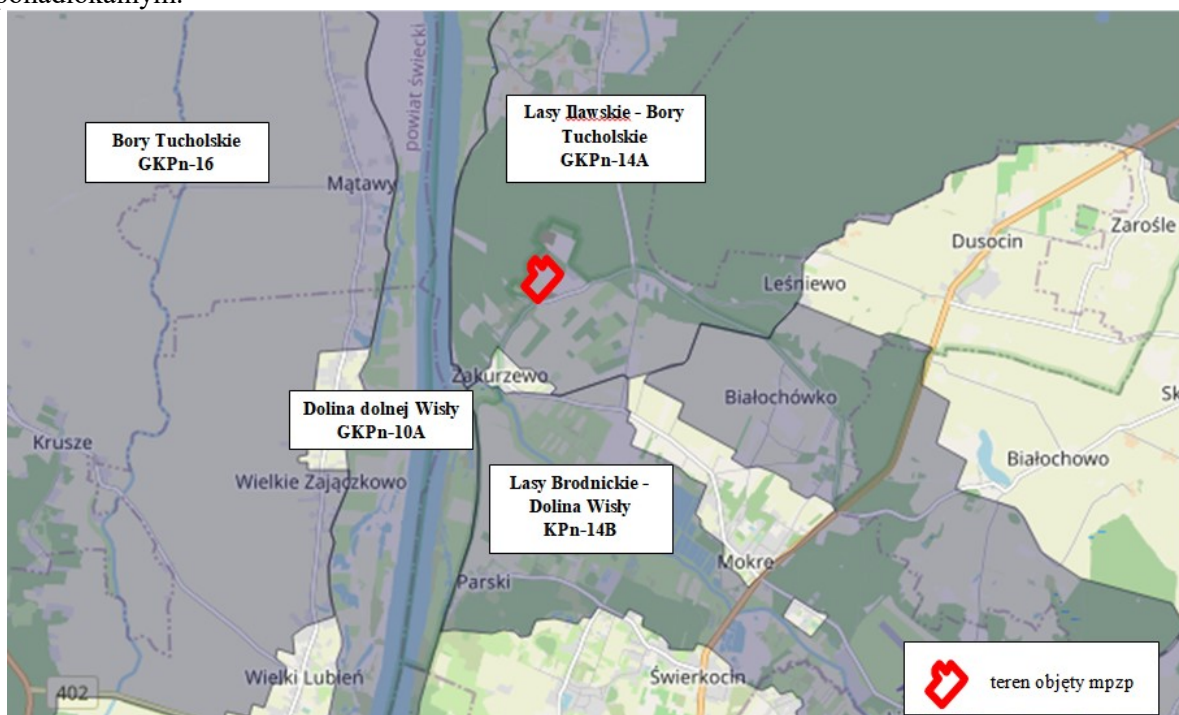 ponadlokalnym.
powiat świecki
Lasy Iławskie - Bory
Tucholskie
GKPn-14A
Bory Tucholskie
GKPn-16
Mątawy
Zarośle
Dusocin
Leśniewo
Zakurzewo
Białochówko
Dolina dolnej Wisły
GKPn-10A
Krusze
Wielkie Zajączkowo
Białochowo
Lasy Brodnickie -
Dolina Wisły
KPn-14B
Mokre
Parski
Wielki Lubień
Świerkocin
402
teren objęty mpzp